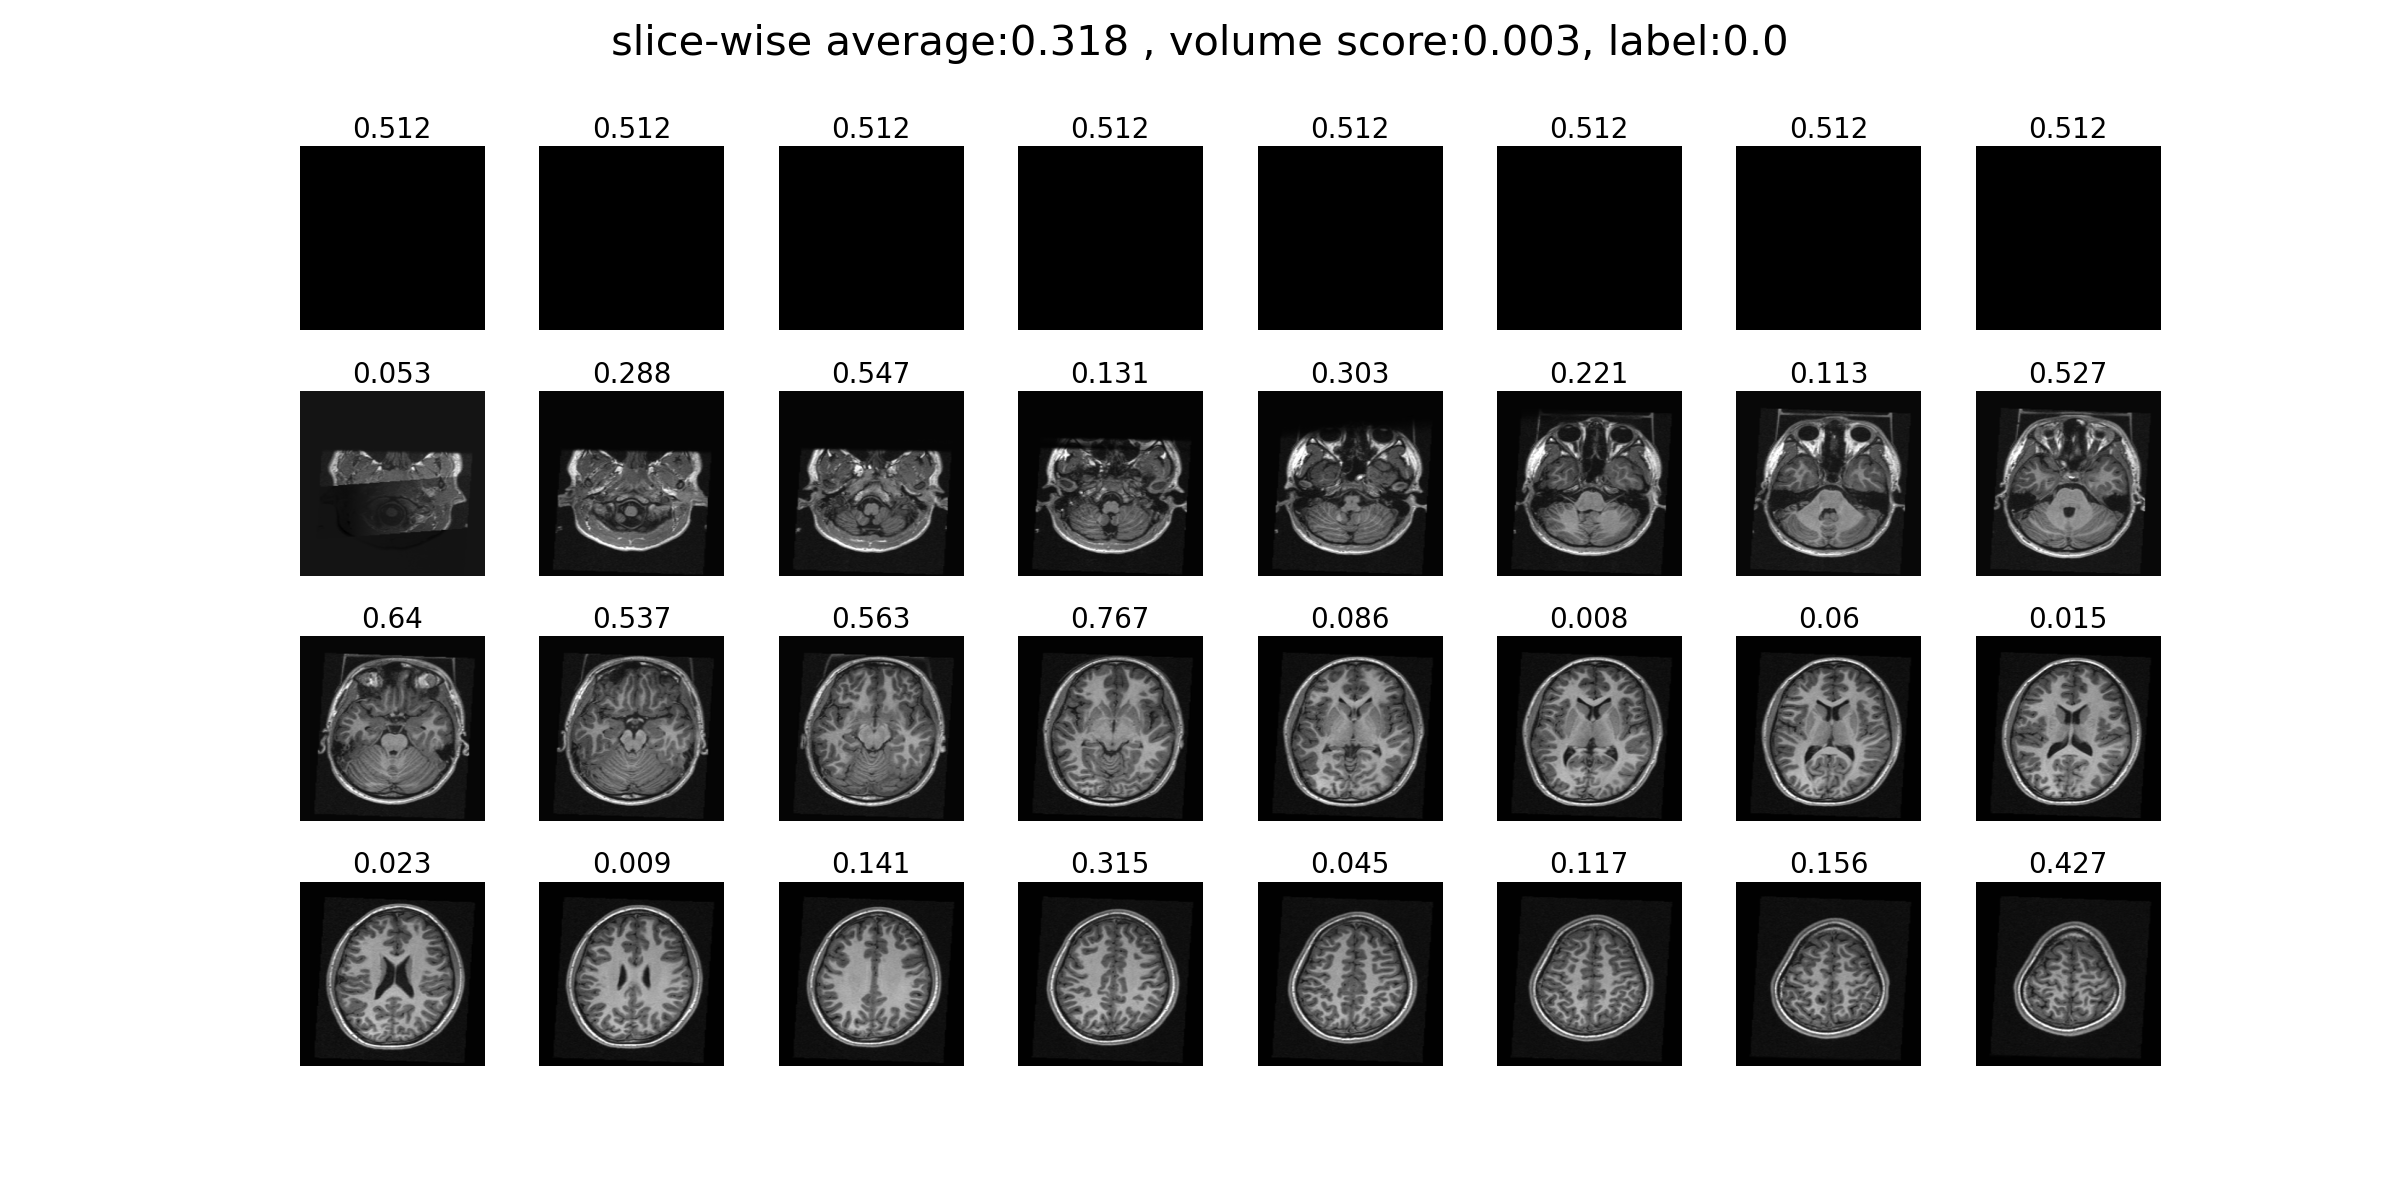 slice-wise average:0.318 , volume score:0.003, label:0.0
0.512 0.512 0.512 0.512 0.512 0.512 0.512 0.512
0.053 0.288 0.547 0.131 0.303 0.221 0.113 0.527
0.64 0.537 0.563 0.767 0.086 0.008 0.06 0.015
0.023 0.009 0.141 0.315 0.045 0.117 0.156 0.427